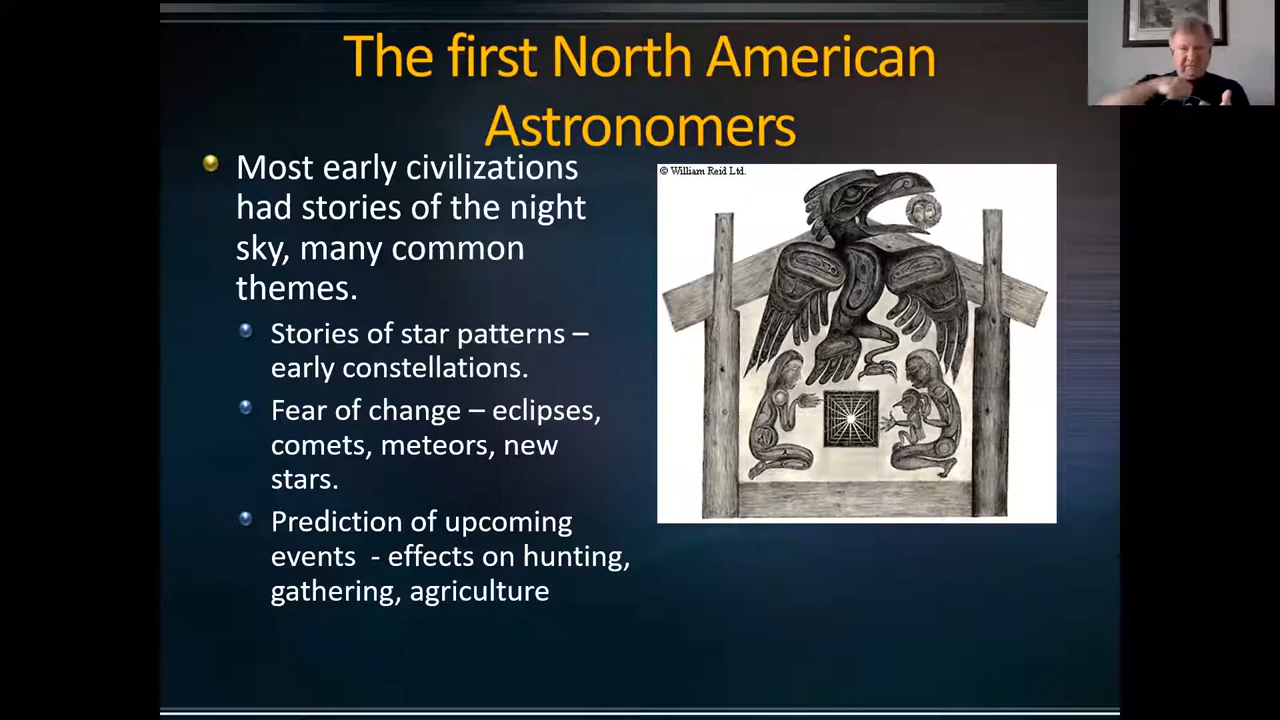 The first North American
Astronomers
Most early civilizations
had stories of the night
sky, many common
themes.
Stories of star patterns –
early constellations.
Fear of change – eclipses,
comets, meteors, new
stars.
Prediction of upcoming
events - effects on hunting,
gathering, agriculture
© William Reid Ltd.